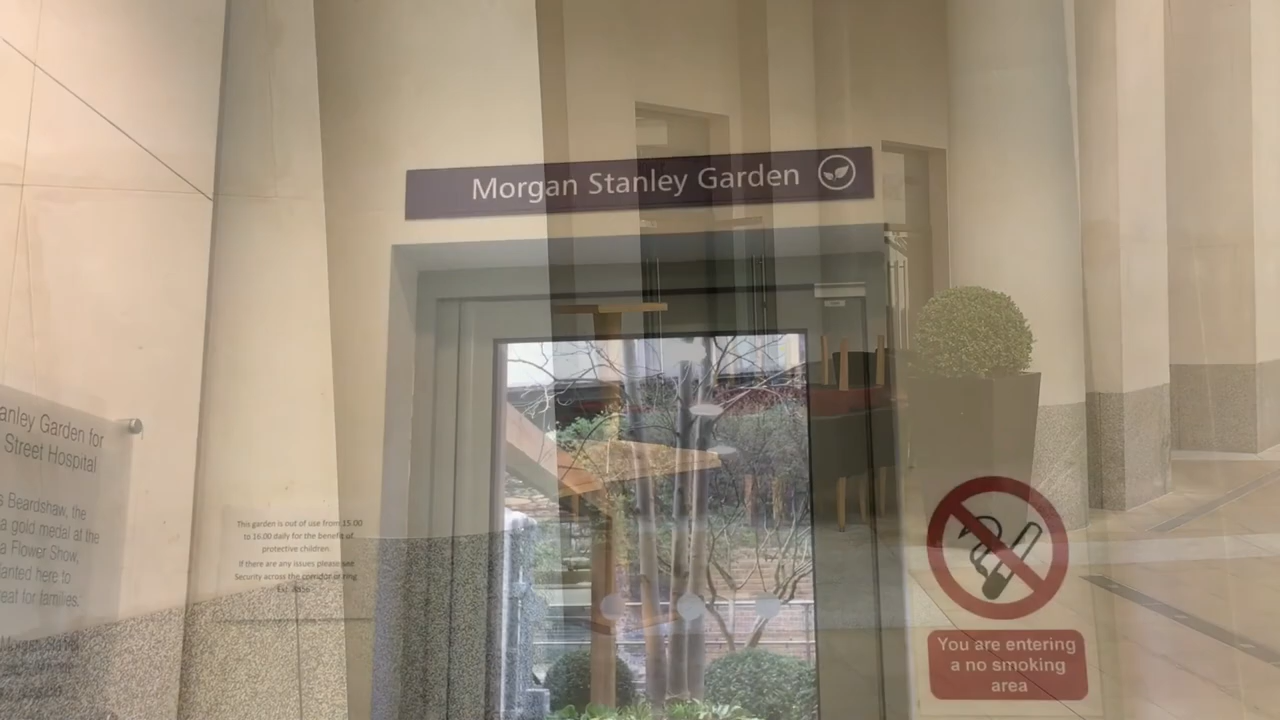 Morgan Stanley Garden
anley Garden for
Street Hospital
s Beardshaw, the
a gold medal at the
a Flower Show,
lanted here to
eat for families.
This garden is out of use from 15.00
to 16:00 daily for the benefit of
protective children.
If there are any issues please see
Security across the corridor or ring
You are entering
a no smoking
area